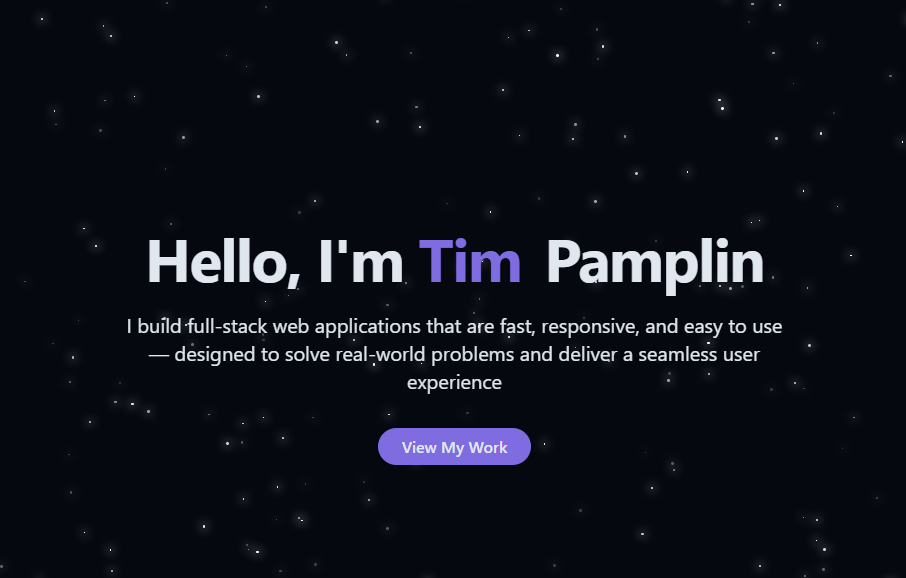 Hello, I'm Tim Pamplin
I build full-stack web applications that are fast, responsive, and easy to use
— designed to solve real-world problems and deliver a seamless user
experience
View My Work